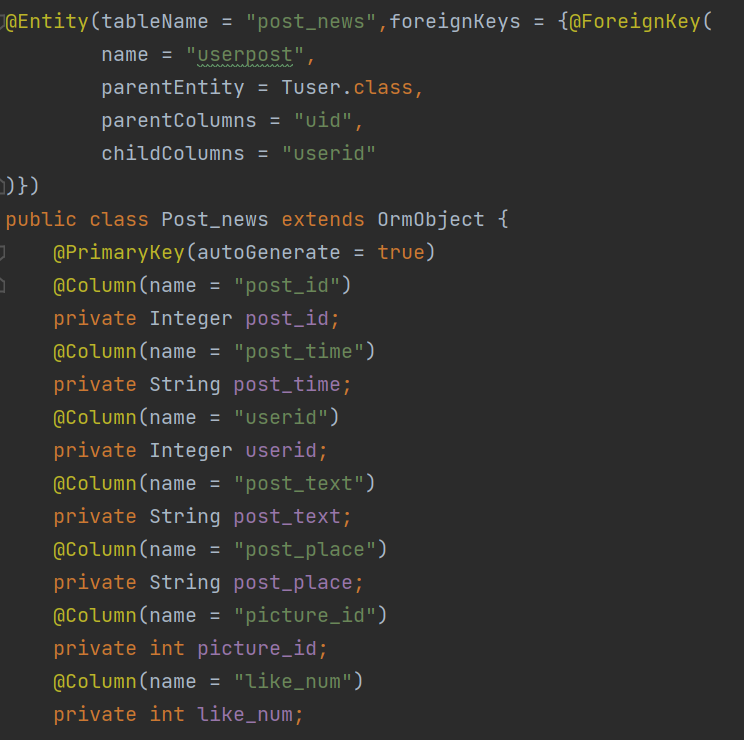 @Entity(tableName = "post_news",foreignKeys = {@ForeignKey(
name = "userpost",
parentEntity = Tuser.class,
parentColumns = "uid",
childColumns = "userid"
)})
public class Post_news extends OrmObject {
@PrimaryKey(autoGenerate = true)
@Column(name = "post_id")
private Integer post_id;
@Column(name = "post_time")
private String post_time;
@Column(name = "userid")
private Integer userid;
@Column(name = "post_text")
private String post_text;
@Column(name = "post_place")
private String post_place;
@Column(name = "picture_id")
private int picture_id;
@Column(name = "like_num")
private int like_num;